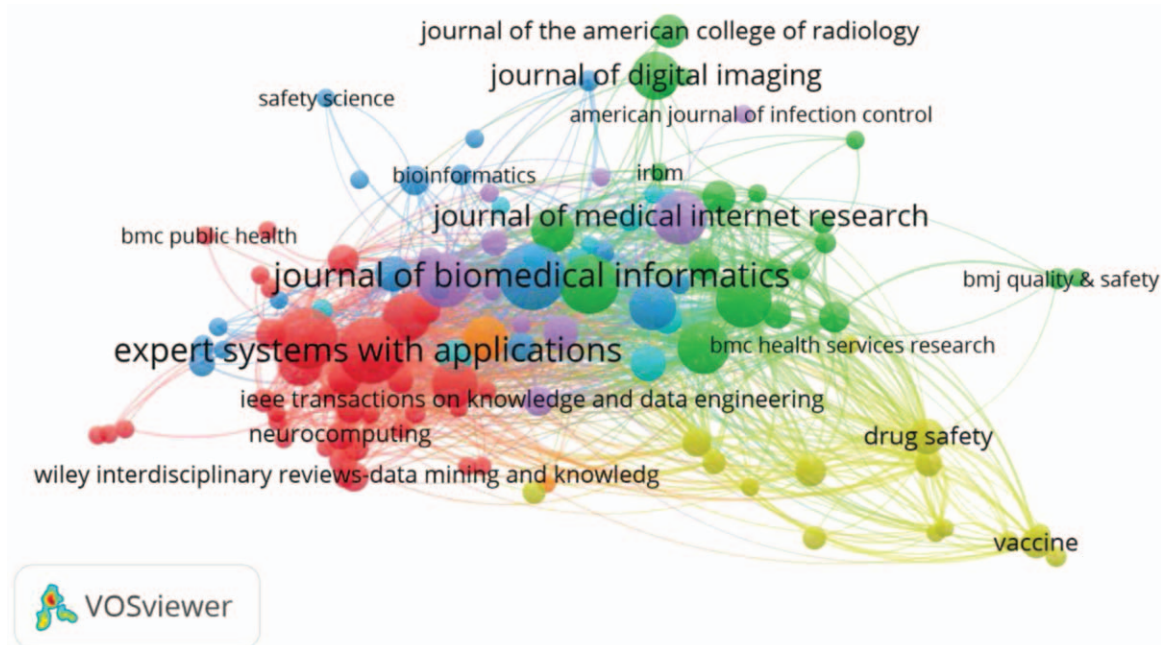 journal of the american college of radiology
journal of digital imaging
safety science
american journal of infection control
bioinformatics
irbm
journal of medical internet research
bmc public health
journal of biomedical informatics
bmj quality & safety
expert systems with applications
bmc health services research
ieee transactions on knowledge and data engineering
neurocomputing
drug safety
wiley interdisciplinary reviews-data mining and knowledg
vaccine
VOSviewer